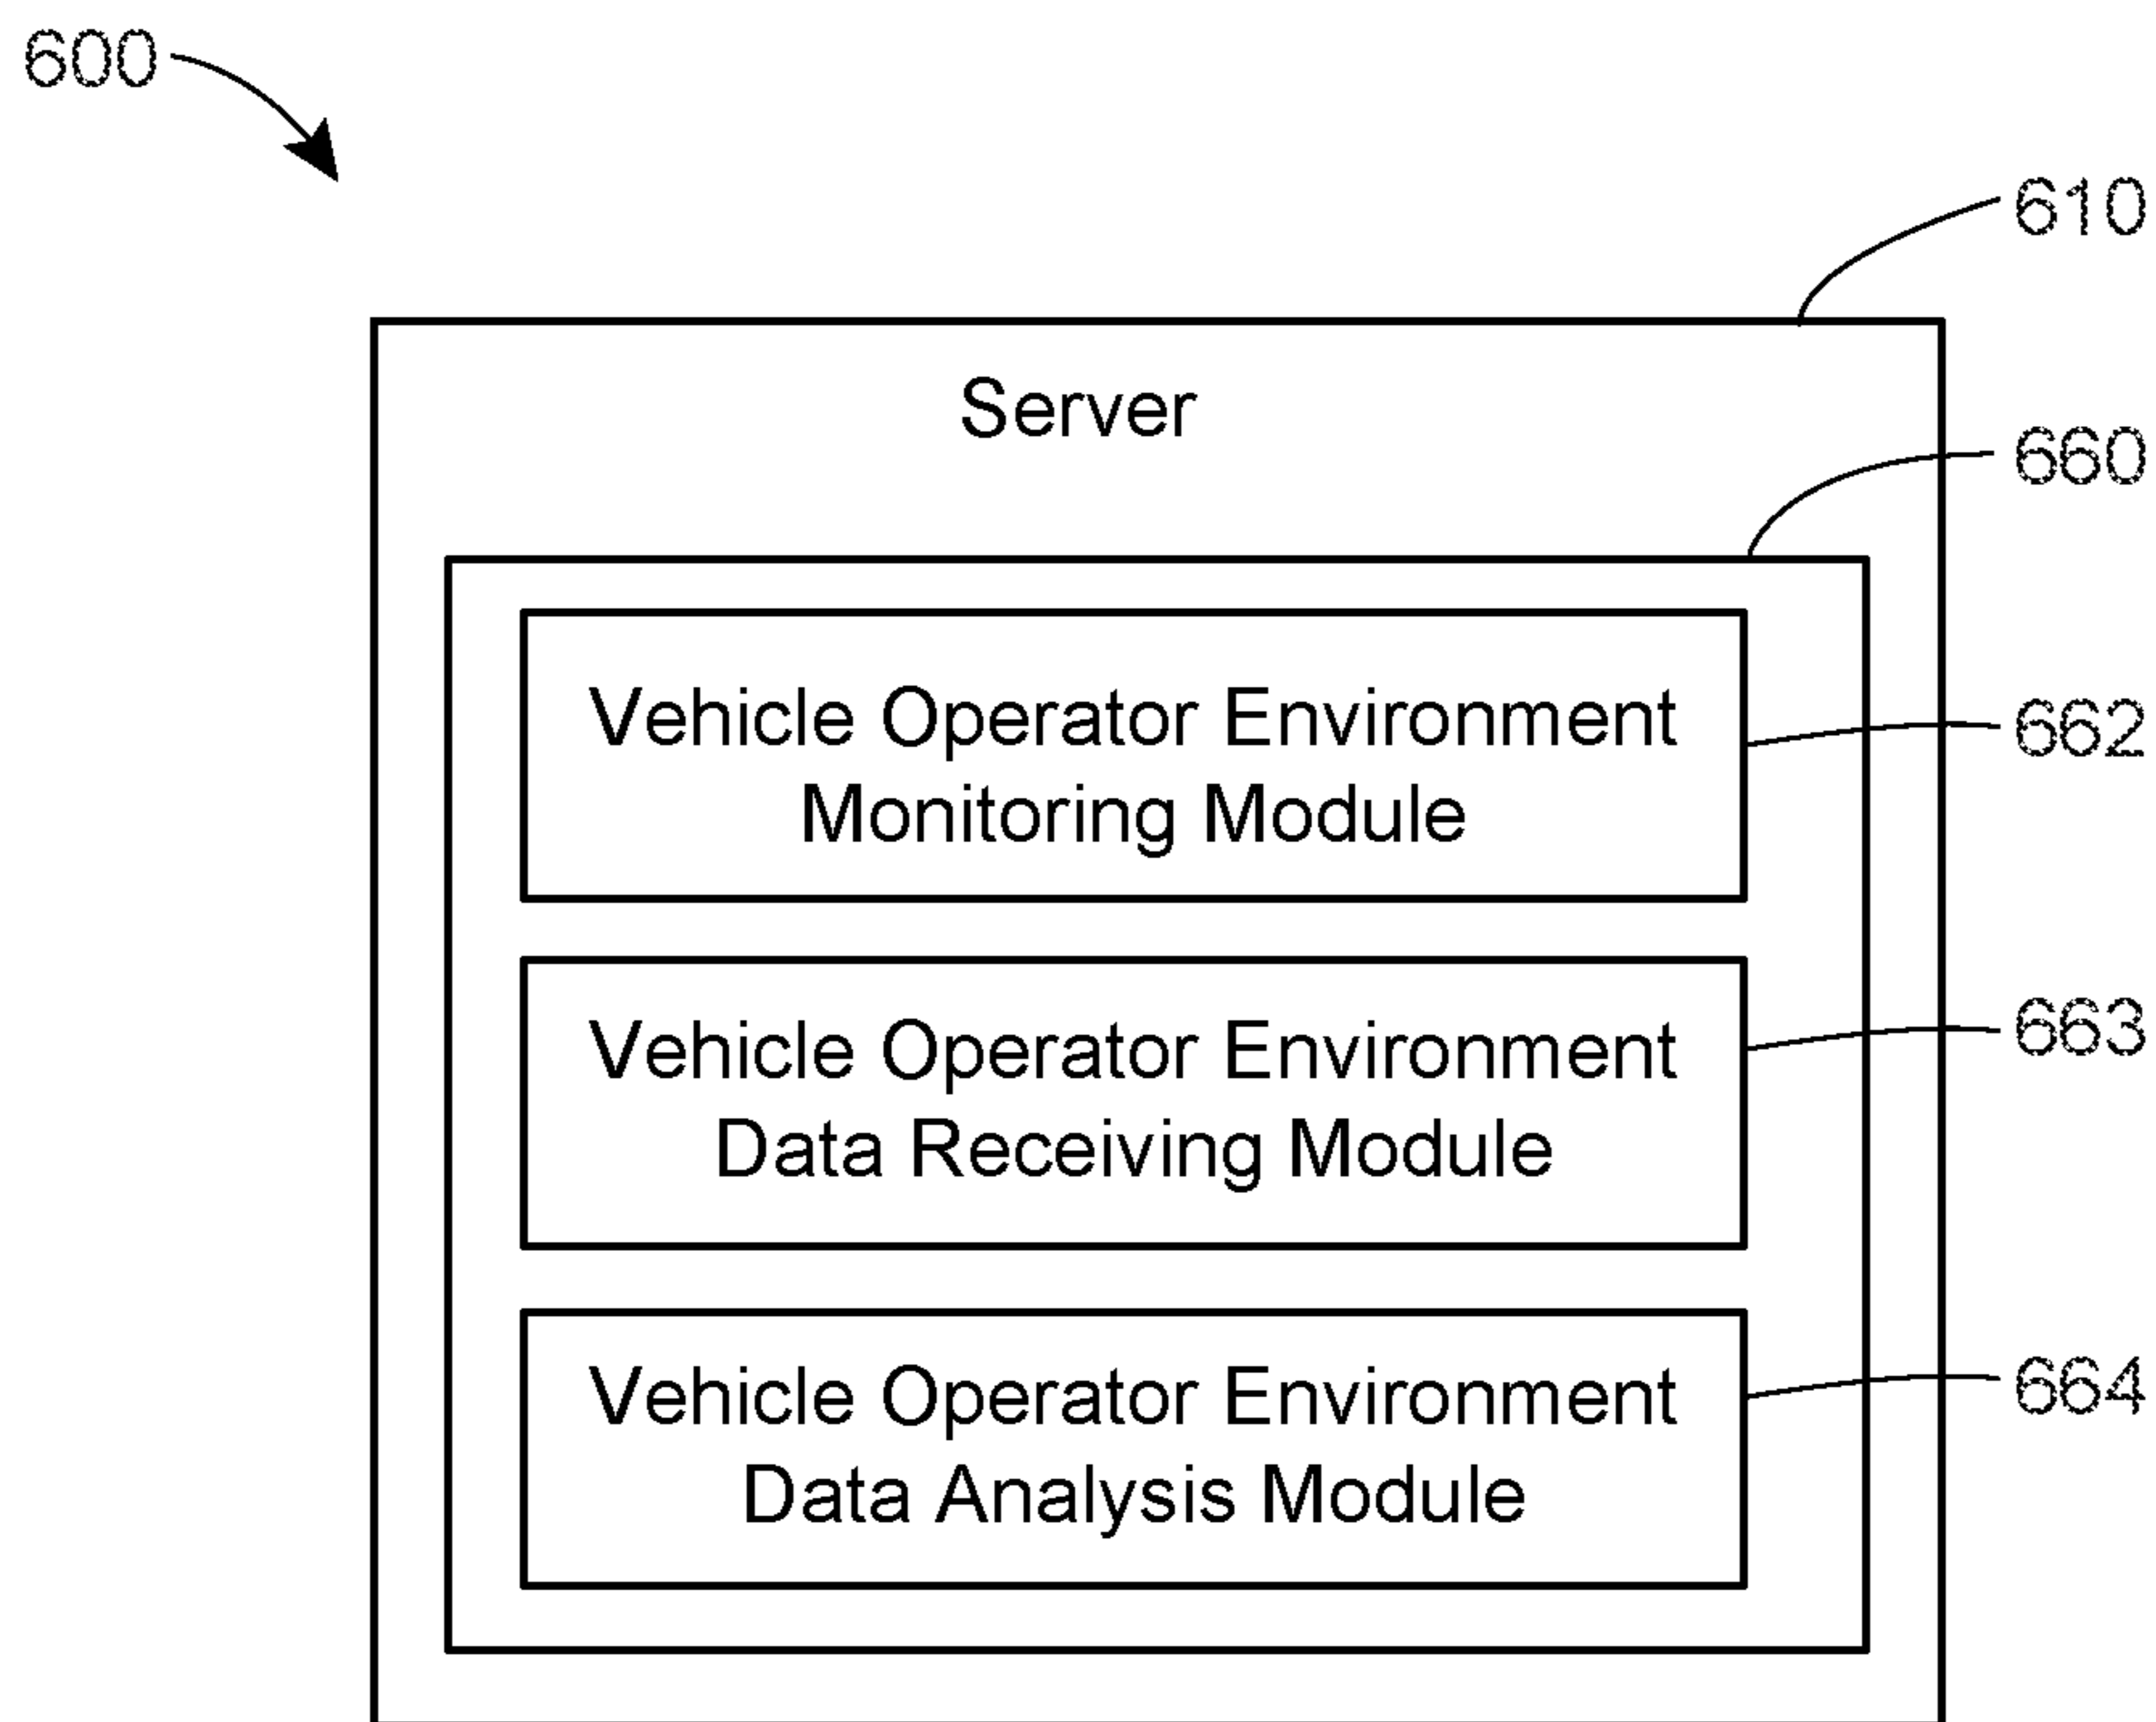 600
610
Server
660
Vehicle Operator Environment
Monitoring Module
662
Vehicle Operator Environment
Data Receiving Module
663
Vehicle Operator Environment
Data Analysis Module
664